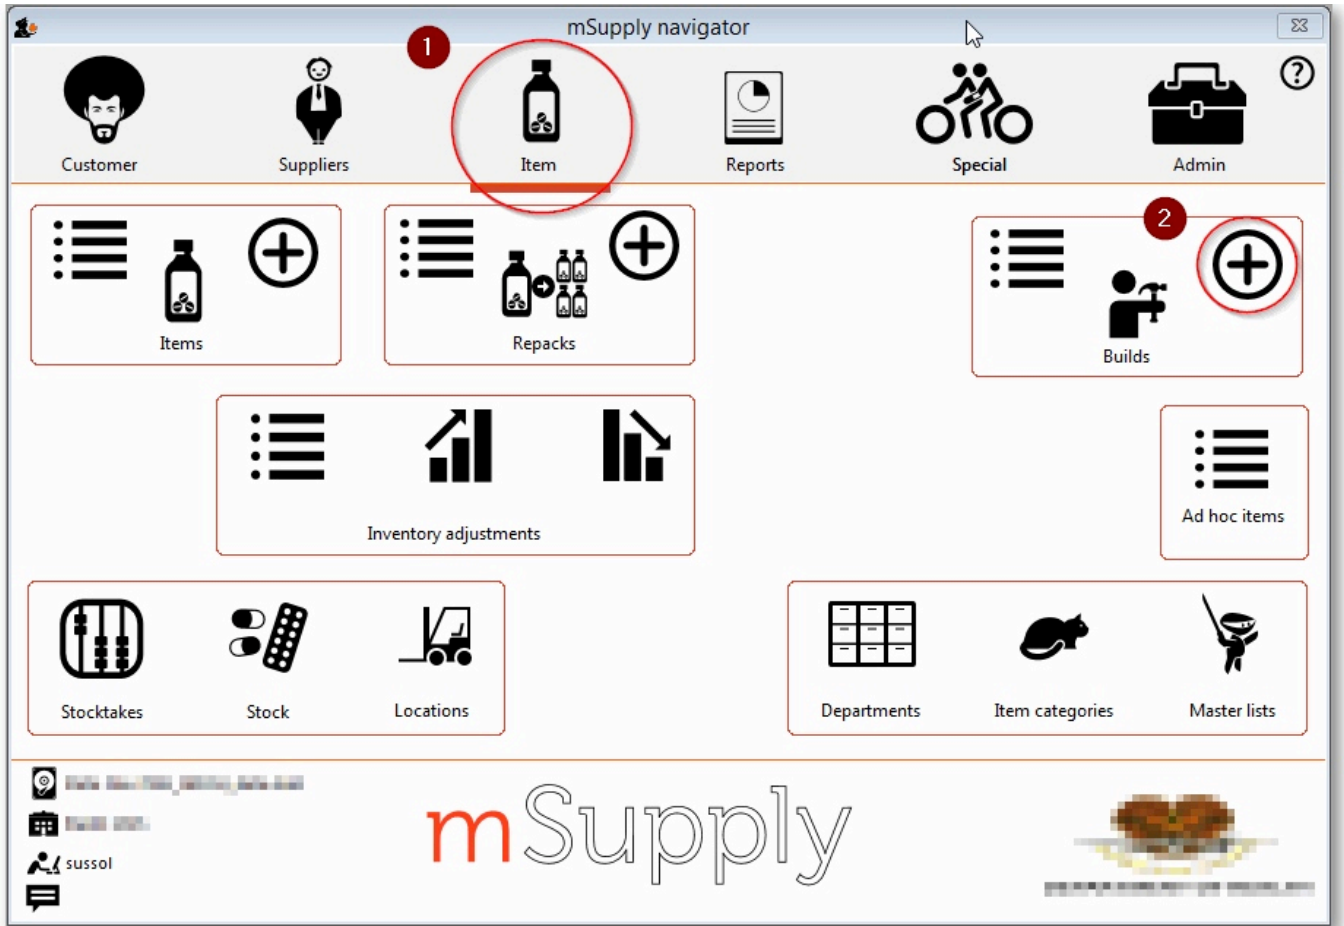 mSupply navigator
1
Customer
Suppliers
Item
Reports
Special
Admin
?
2
Items
Repacks
Builds
Inventory adjustments
Ad hoc items
Stocktakes
Stock
Locations
Departments
Item categories
Master lists
sussol
mSupply